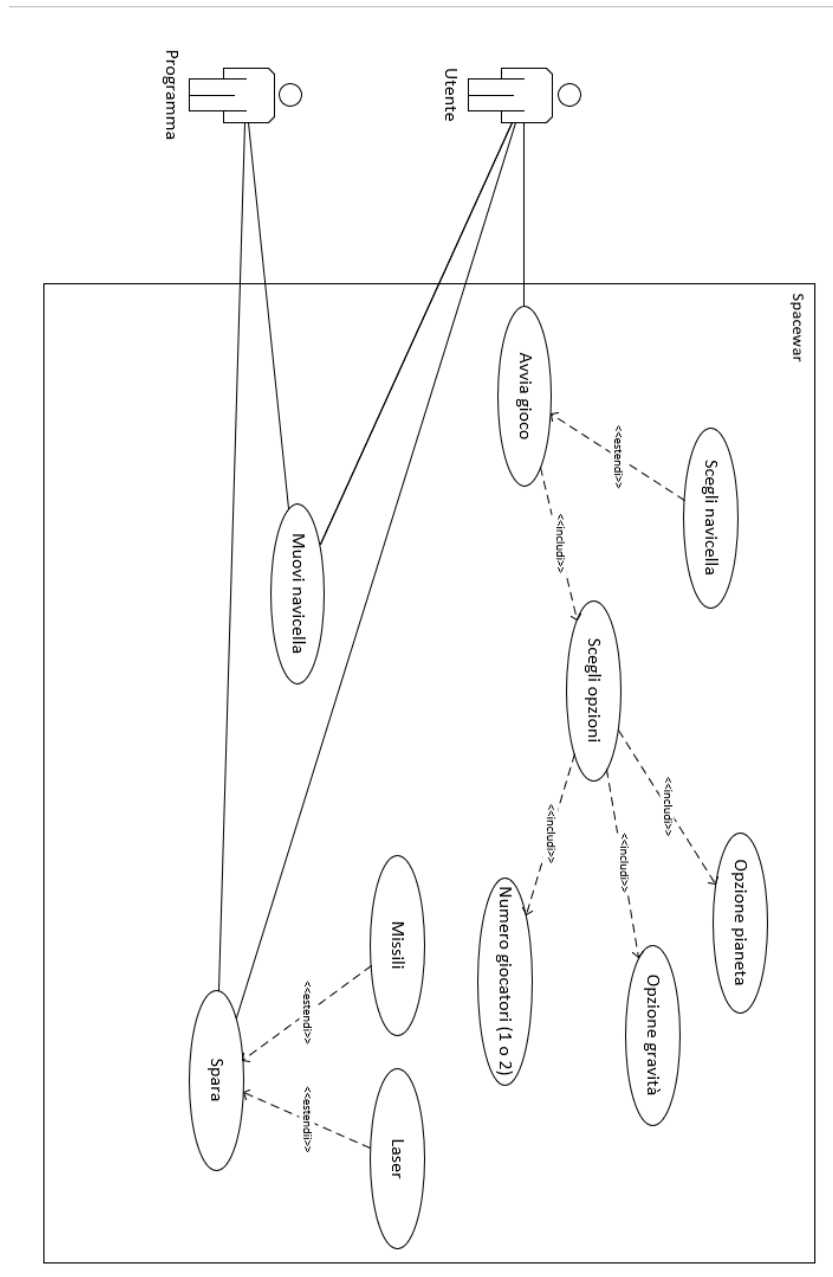 Spacewar
Utente
Programma
Avvia gioco
Scegli navicella
<<estendi>>
<<includi>>
Scegli opzioni
<<includi>>
<<includi>>
<<includi>>
Opzione pianeta
Opzione gravità
Numero giocatori (1 o 2)
Muovi navicella
Missili
Laser
<<estendi>>
<<estendii>>
Spara